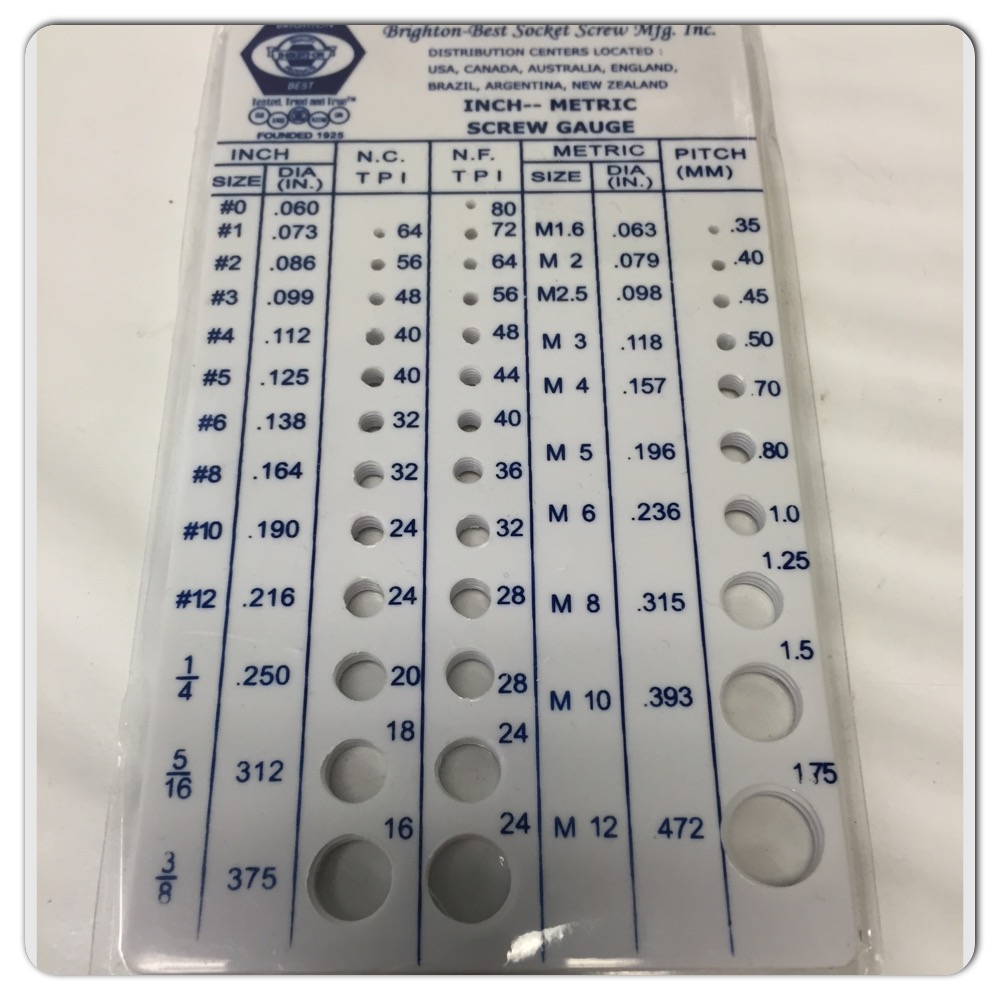 BEST
Tested, Tried and True™
FOUNDED 1925
Brighton-Best Socket Screw Mfg. Inc.
DISTRIBUTION CENTERS LOCATED :
USA, CANADA, AUSTRALIA, ENGLAND,
BRAZIL, ARGENTINA, NEW ZEALAND
INCH-- METRIC
SCREW GAUGE
INCH N.C. N.F. METRIC PITCH
SIZE DIA (IN.) TPI TPI SIZE DIA (IN.) (MM)
#0 .060 80
#1 .073 64 72 M1.6 .063 .35
#2 .086 56 64 M 2 .079 .40
#3 .099 48 56 M2.5 .098 .45
#4 .112 40 48 M 3 .118 .50
#5 .125 40 44 M 4 .157 .70
#6 .138 32 40
M 5 .196 .80
#8 .164 32 36
M 6 .236 1.0
#10 .190 24 32
1.25
#12 .216 24 28 M 8 .315
1.5
1/4 .250 20 28 M 10 .393
18 24
5/16 312 175
16 24 M 12 472
3/8 375